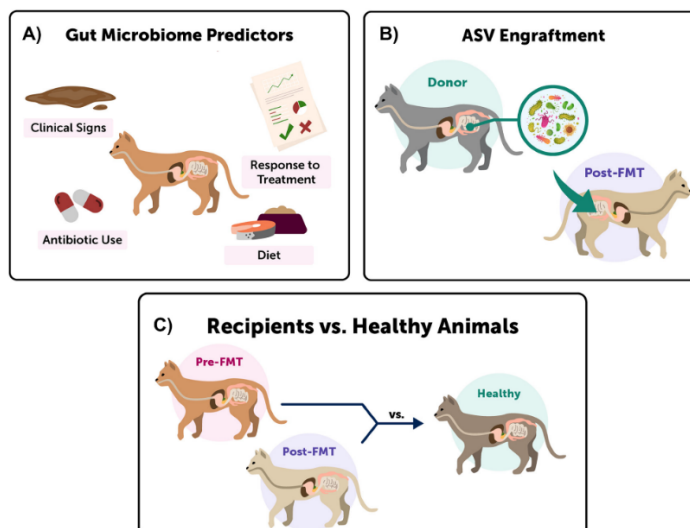 A) Gut Microbiome Predictors
Clinical Signs
Response to
Treatment
Antibiotic Use
Diet
B) ASV Engraftment
Donor
Post-FMT
C) Recipients vs. Healthy Animals
Pre-FMT
vs.
Healthy
Post-FMT